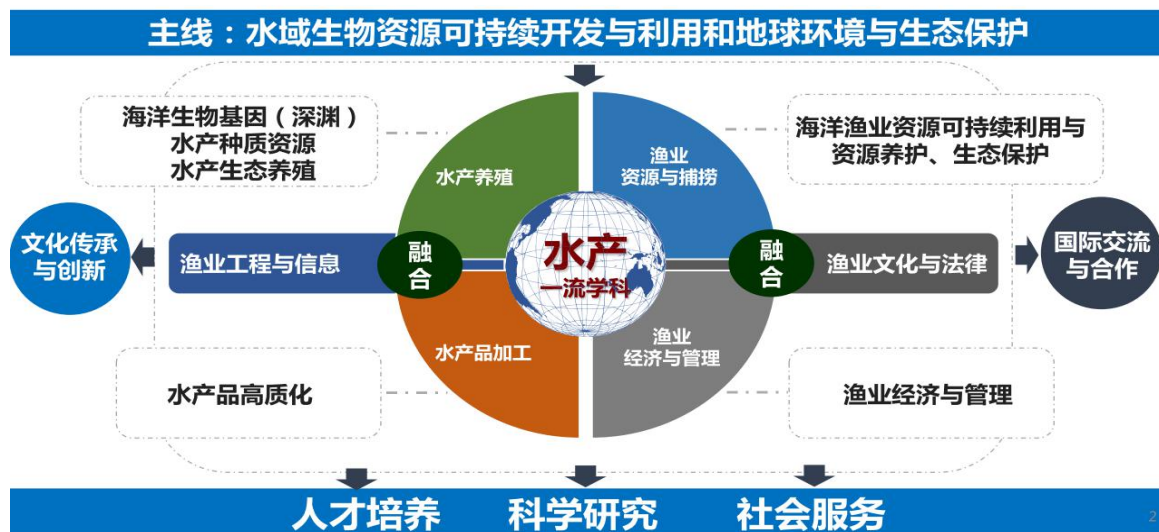 主线：水域生物资源可持续开发与利用和地球环境与生态保护
海洋生物基因（深渊）
水产种质资源
水产生态养殖
水产养殖
渔业
资源与捕捞
海洋渔业资源可持续利用与
资源养护、生态保护
文化传承
与创新
渔业工程与信息
融
合
水产
一流学科
融
合
渔业文化与法律
国际交流
与合作
水产品高质化
水产品加工
渔业
经济与管理
渔业经济与管理
人才培养 科学研究 社会服务
2